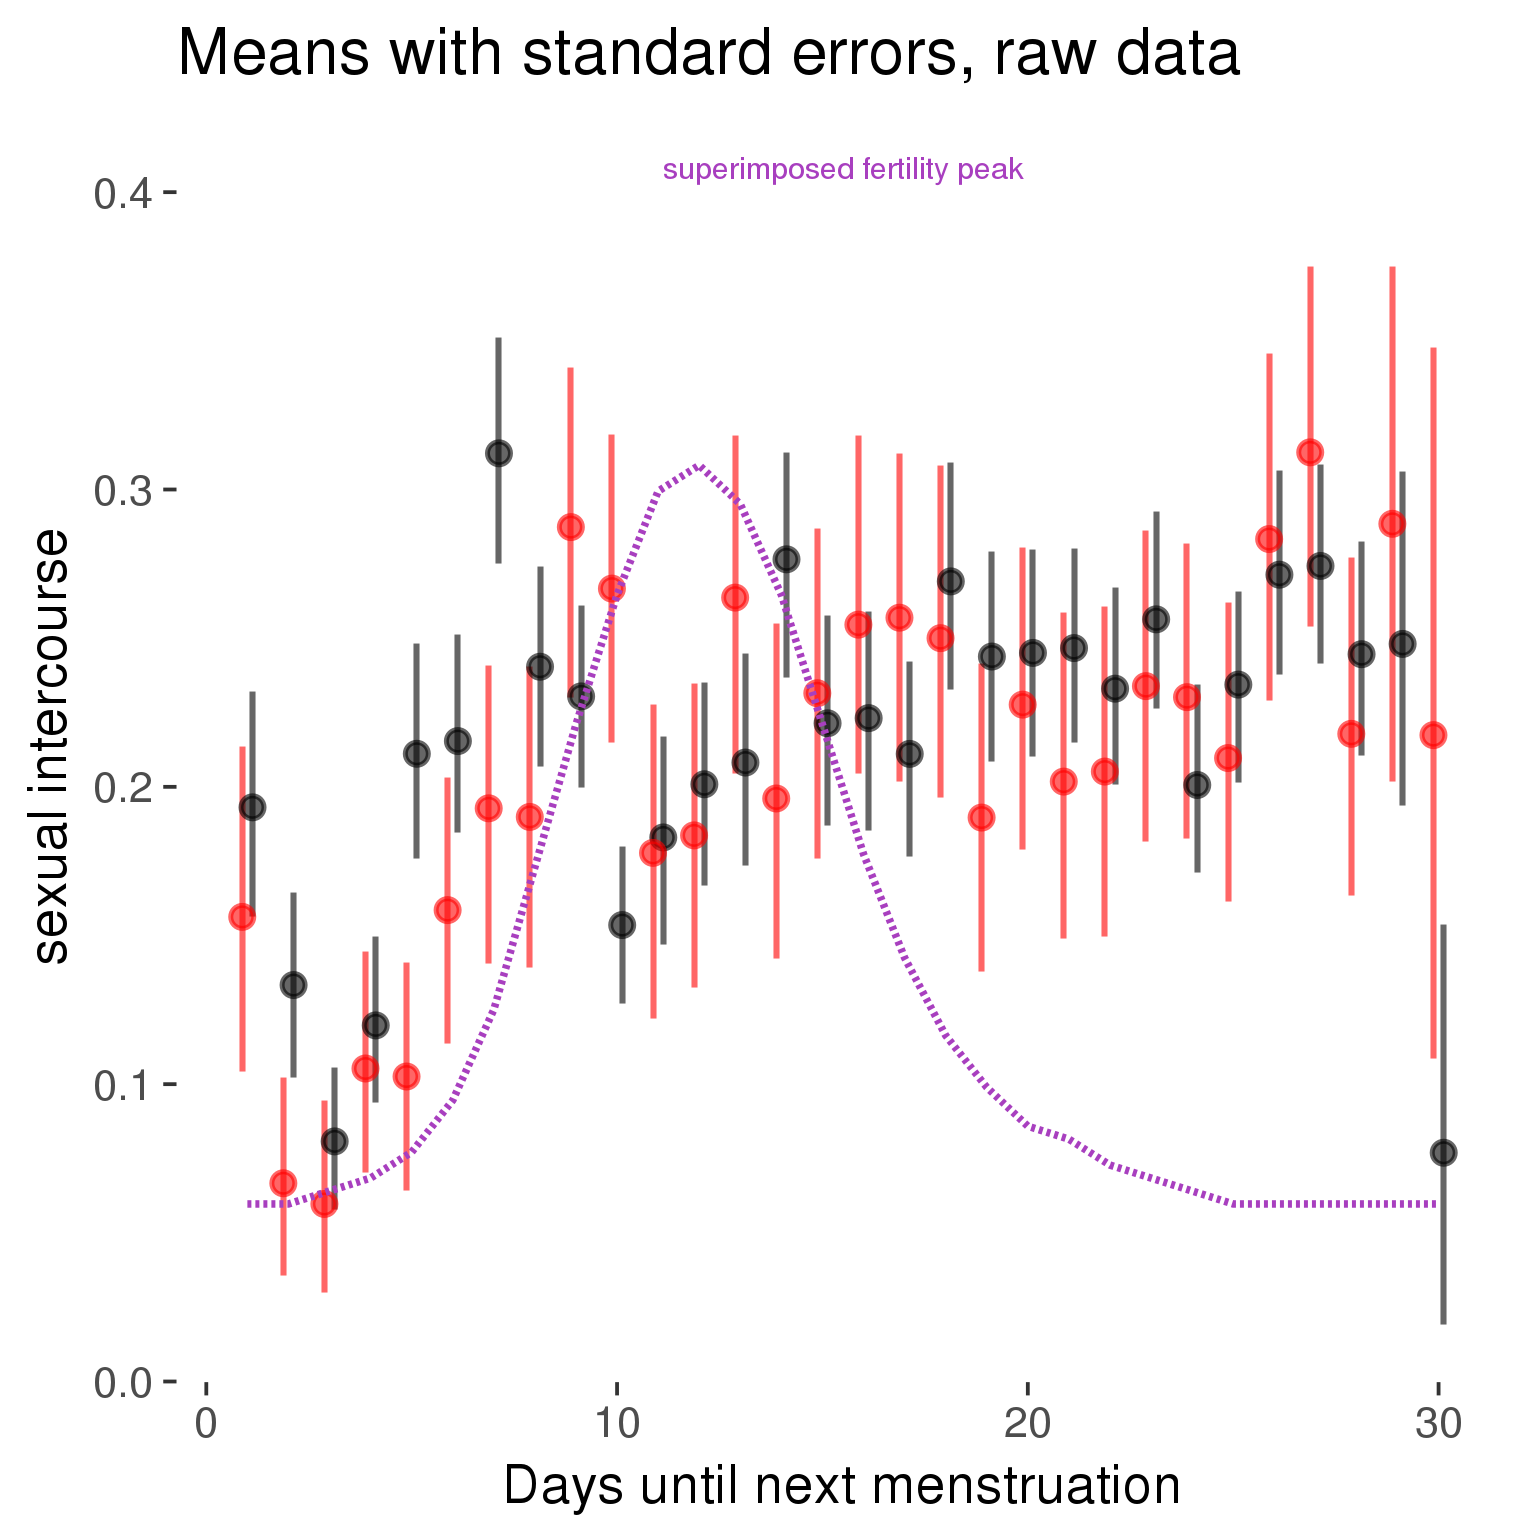 Means with standard errors, raw data
superimposed fertility peak
0.4
0.3
0.2
0.1
0.0
sexual intercourse
0 10 20 30
Days until next menstruation